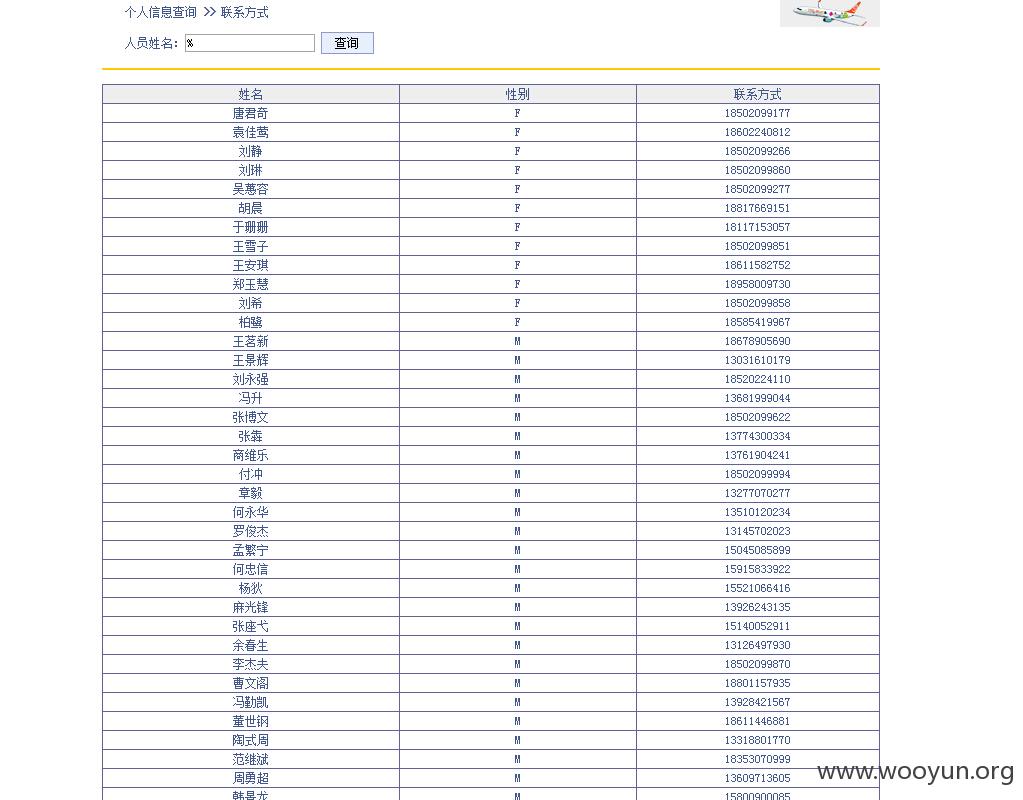 个人信息查询 >> 联系方式
人员姓名: % 查询
姓名 性别 联系方式
唐君奇 F 18502099177
袁佳莺 F 18602240812
刘静 F 18502099266
刘琳 F 18502099860
吴蕙容 F 18502099277
胡晨 F 18817669151
于珊珊 F 18117153057
王雪子 F 18502099851
王安琪 F 18611582752
郑玉慧 F 18958009730
刘希 F 18502099858
柏鹭 F 18585419967
王茗新 M 18678905690
王景辉 M 13031610179
刘永强 M 18520224110
冯升 M 13681999044
张博文 M 18502099622
张犇 M 13774300334
商维乐 M 13761904241
付冲 M 18502099994
章毅 M 13277070277
何永华 M 13510120234
罗俊杰 M 13145702023
孟繁宁 M 15045085899
何忠信 M 15915833922
杨狄 M 15521066416
麻光锋 M 13926243135
张座弋 M 15140052911
余春生 M 13126497930
李杰夫 M 18502099870
曹文阁 M 18801157935
冯勤凯 M 13928421567
董世钢 M 18611446881
陶式周 M 13318801770
范继斌 M 18353070999
周勇超 M 13609713605
韩景龙 M 15800900085
www.wooyun.org